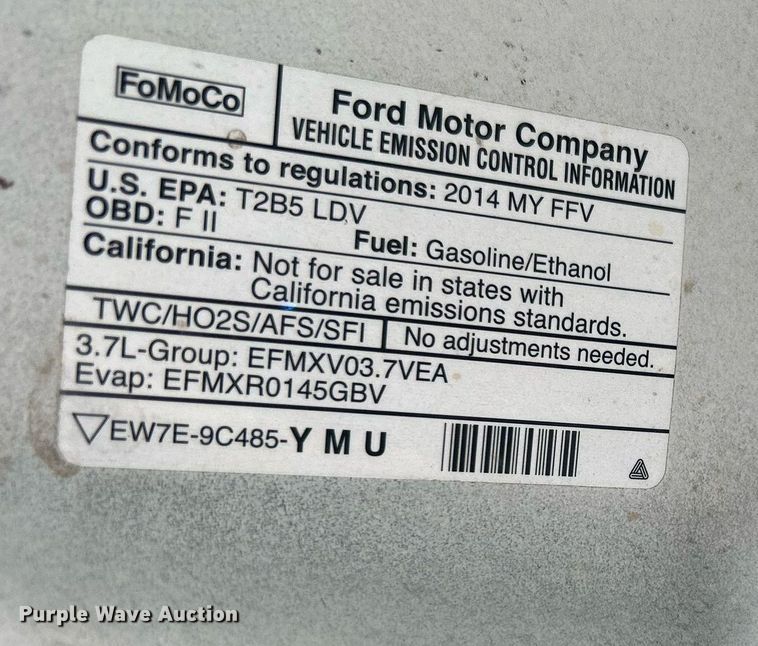 FoMoCo
Ford Motor Company
VEHICLE EMISSION CONTROL INFORMATION
Conforms to regulations: 2014 MY FFV
U.S. EPA: T2B5 LDV
OBD: F II
Fuel: Gasoline/Ethanol
California: Not for sale in states with
California emissions standards.
TWC/HO2S/AFS/SFI
No adjustments needed.
3.7L-Group: EFMXV03.7VEA
Evap: EFMXR0145GBV
EW7E-9C485-Y M U
Purple Wave Auction